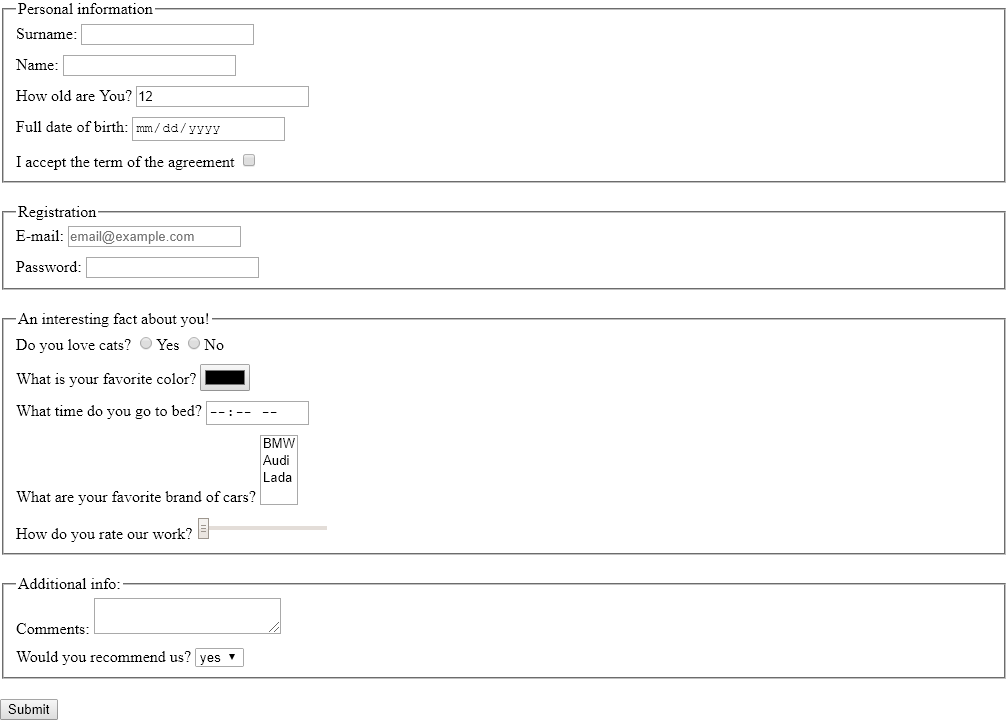 Personal information
Surname:
Name:
How old are You? 12
Full date of birth: mm/dd/yyyy
I accept the term of the agreement
Registration
E-mail: email@example.com
Password:
An interesting fact about you!
Do you love cats? Yes No
What is your favorite color?
What time do you go to bed? --:-- --
BMW
Audi
Lada
What are your favorite brand of cars?
How do you rate our work?
Additional info:
Comments:
Would you recommend us? yes
Submit